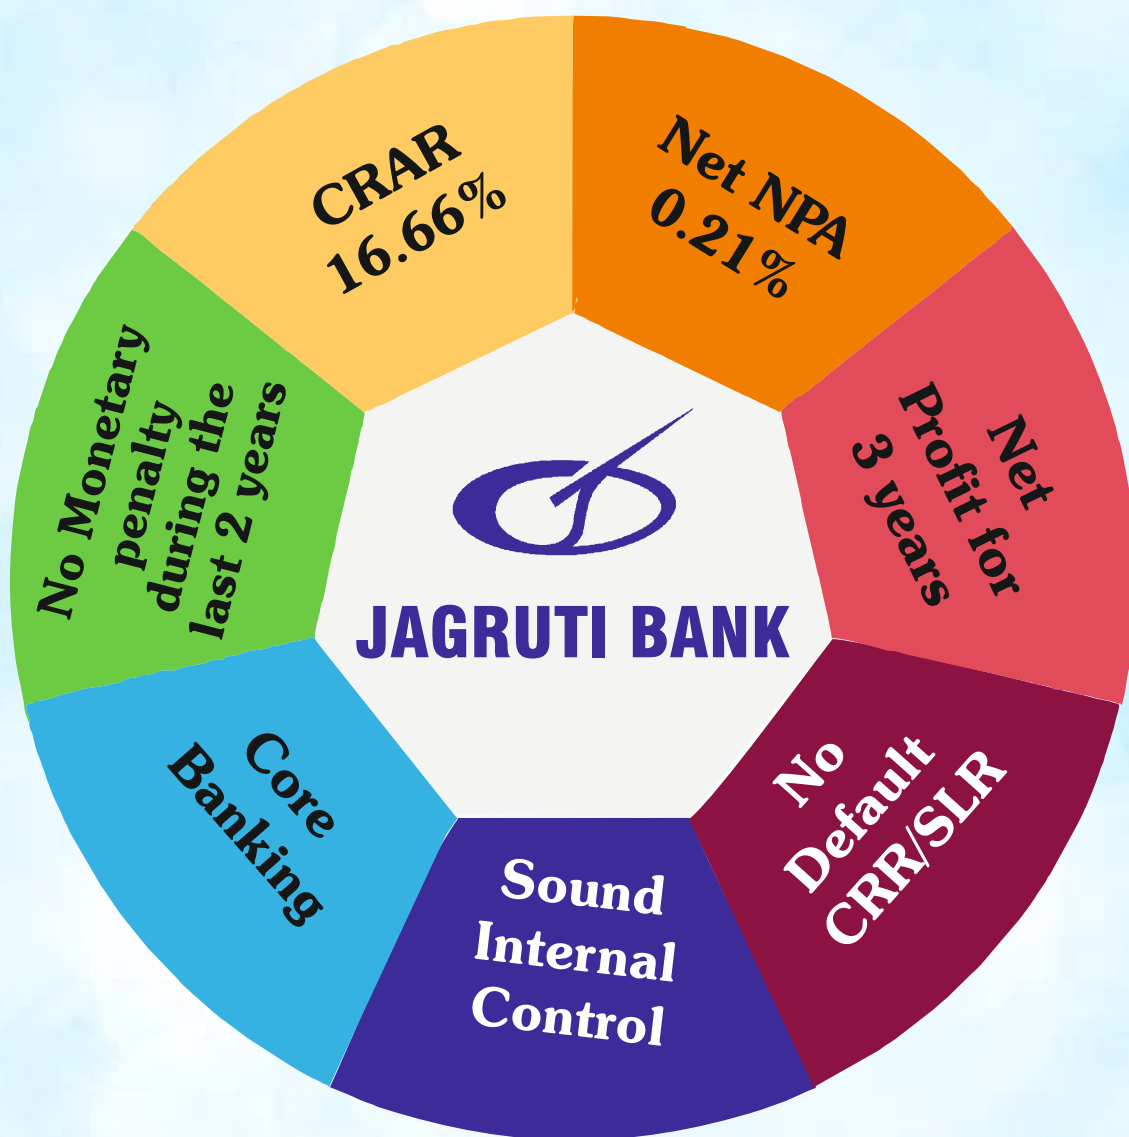 CRAR
16.66%
Net NPA
0.21%
Net
Profit for
3 years
No
Default
CRR/SLR
Sound
Internal
Control
Core
Banking
No Monetary
penalty
during the
last 2 years
JAGRUTI BANK